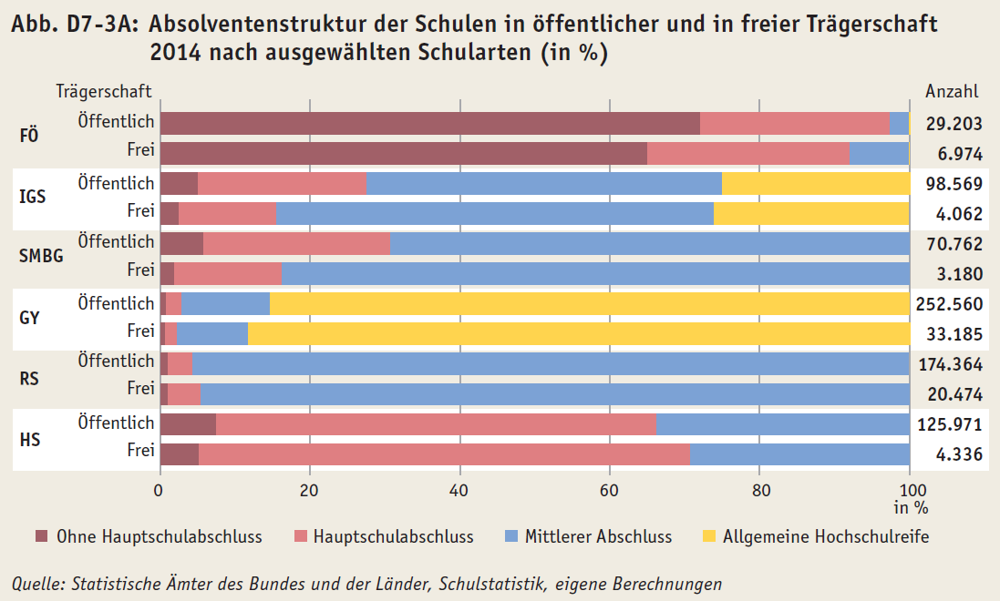 Abb. D7-3A: Absolventenstruktur der Schulen in öffentlicher und in freier Trägerschaft
2014 nach ausgewählten Schularten (in %)
Trägerschaft Anzahl
FÖ
Öffentlich 29.203
Frei 6.974
IGS
Öffentlich 98.569
Frei 4.062
SMBG
Öffentlich 70.762
Frei 3.180
GY
Öffentlich 252.560
Frei 33.185
RS
Öffentlich 174.364
Frei 20.474
HS
Öffentlich 125.971
Frei 4.336
0 20 40 60 80 100
in %
Ohne Hauptschulabschluss Hauptschulabschluss Mittlerer Abschluss Allgemeine Hochschulreife
Quelle: Statistische Ämter des Bundes und der Länder, Schulstatistik, eigene Berechnungen